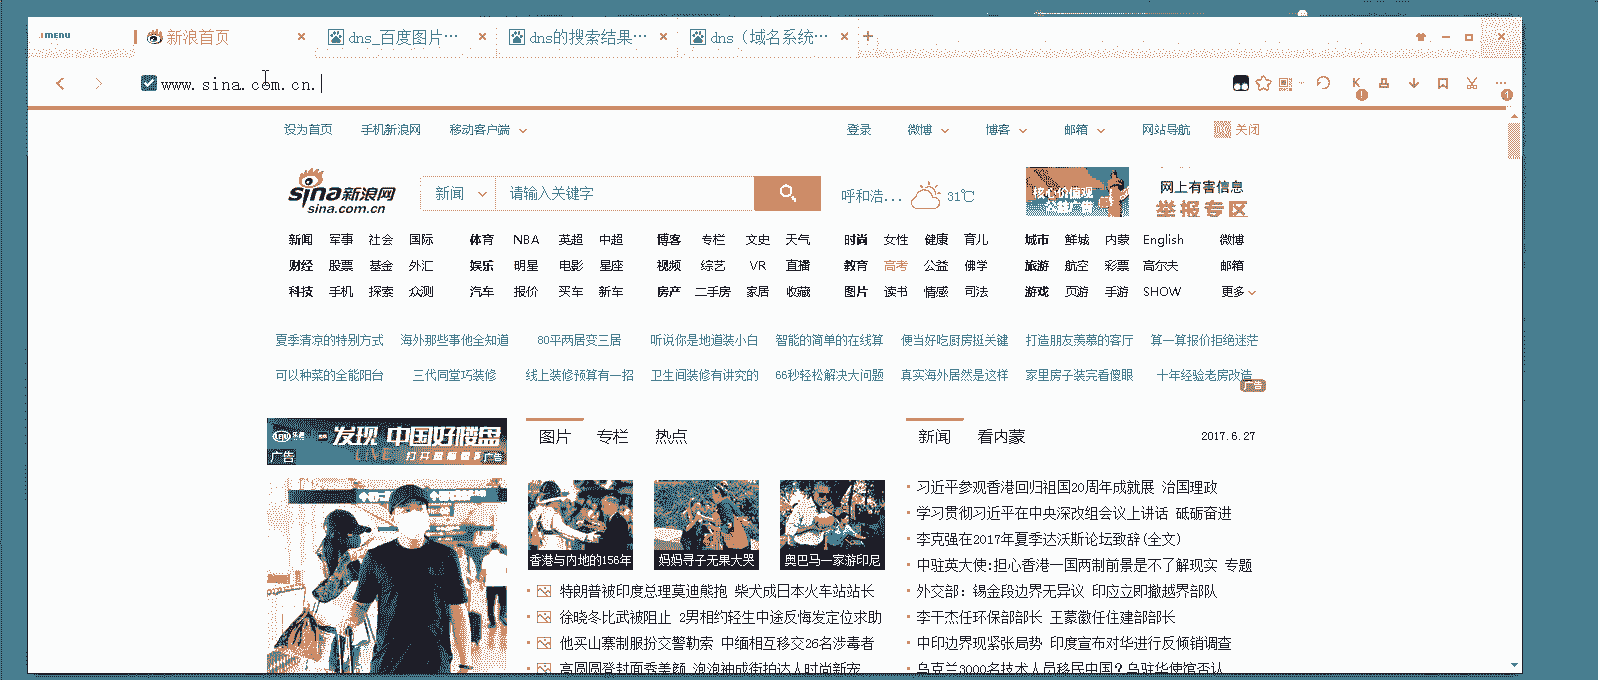 MENU 新浪首页 × dns_百度图片··· × dns的搜索结果··· × dns（域名系统··· × +
www.sina.com.cn.
设为首页 手机新浪网 移动客户端 登录 微博 博客 邮箱 网站导航 关闭
sina新浪网
sina.com.cn
新闻 请输入关键字
呼和浩... 31℃
核心价值观
公益广告
网上有害信息
举报专区
新闻 军事 社会 国际 体育 NBA 英超 中超 博客 专栏 文史 天气 时尚 女性 健康 育儿 城市 鲜城 内蒙 English 微博
财经 股票 基金 外汇 娱乐 明星 电影 星座 视频 综艺 VR 直播 教育 高考 公益 佛学 旅游 航空 彩票 高尔夫 邮箱
科技 手机 探索 众测 汽车 报价 买车 新车 房产 二手房 家居 收藏 图片 读书 情感 司法 游戏 页游 手游 SHOW 更多
夏季清凉的特别方式 海外那些事他全知道 80平两居变三居 听说你是地道装小白 智能的简单的在线算 便当好吃厨房挺关键 打造朋友羡慕的客厅 算一算报价拒绝迷茫
可以种菜的全能阳台 三代同堂巧装修 线上装修预算有一招 卫生间装修有讲究的 66秒轻松解决大问题 真实海外居然是这样 家里房子装完看傻眼 十年经验老房改造
广告
发现 中国好楼盘
广告 广告
图片 专栏 热点
新闻 看内蒙 2017.6.27
香港与内地的156年 妈妈寻子无果大哭 奥巴马一家游印尼
特朗普被印度总理莫迪熊抱 柴犬成日本火车站站长
徐晓冬比武被阻止 2男相约轻生中途反悔发定位求助
他买山寨制服扮交警勒索 中缅相互移交26名涉毒者
高圆圆登封面秀美颜 泡泡袖成街拍达人时尚新宠
习近平参观香港回归祖国20周年成就展 治国理政
学习贯彻习近平在中央深改组会议上讲话 砥砺奋进
李克强在2017年夏季达沃斯论坛致辞(全文)
中驻英大使:担心香港一国两制前景是不了解现实 专题
外交部：锡金段边界无异议 印应立即撤越界部队
李干杰任环保部部长 王蒙徽任住建部部长
中印边界现紧张局势 印度宣布对华进行反倾销调查
乌克兰3000名技术人员移民中国?乌驻华使馆否认